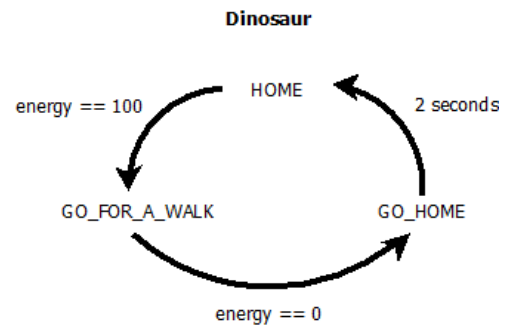 Dinosaur
HOME
energy == 100
2 seconds
GO_FOR_A_WALK
GO_HOME
energy == 0